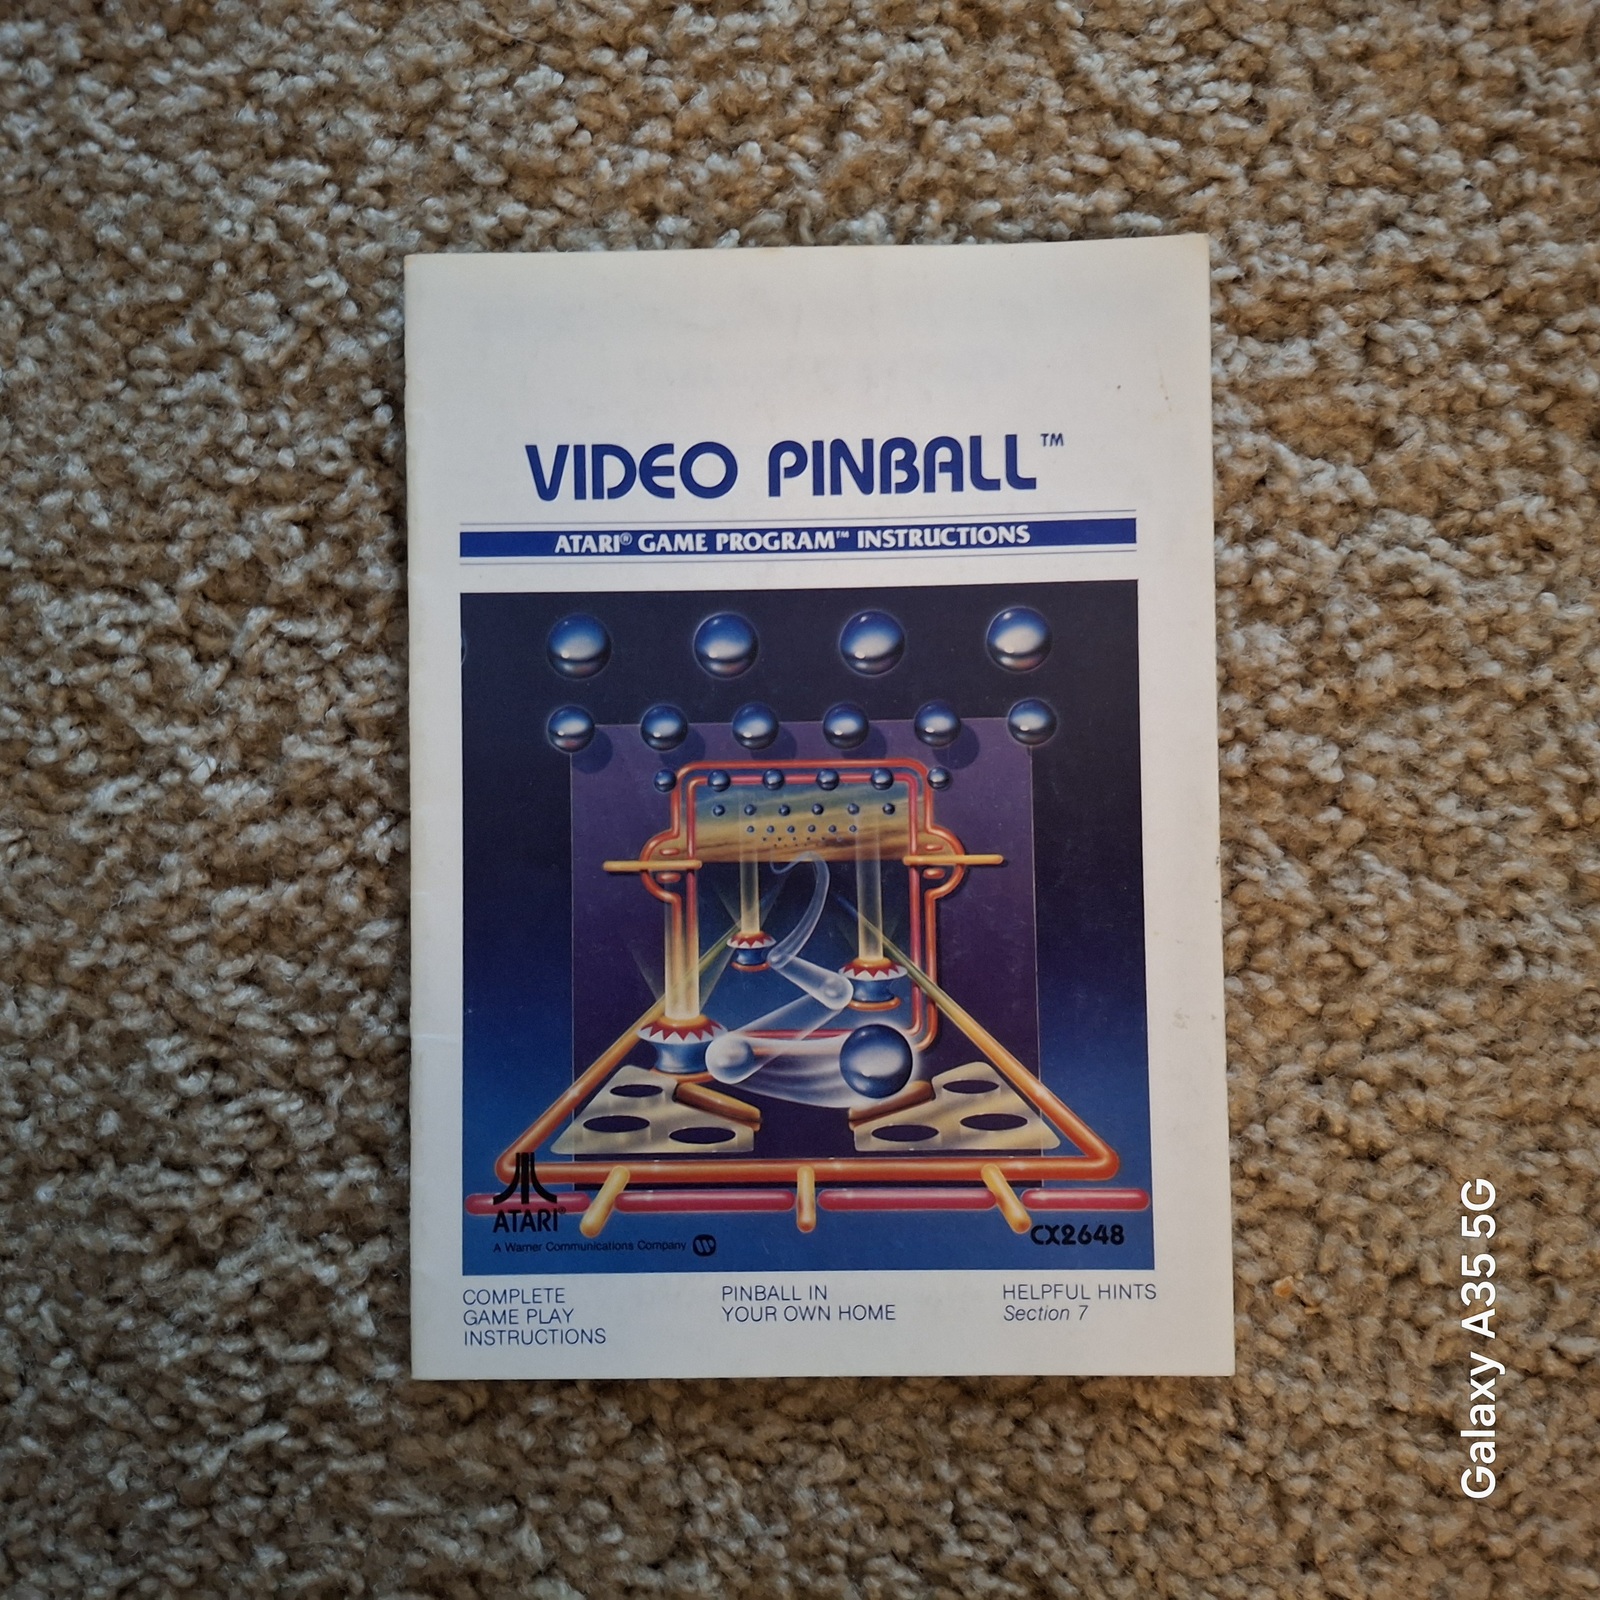 VIDEO PINBALL™
ATARI® GAME PROGRAM™ INSTRUCTIONS
ATARI®
A Warner Communications Company
CX2648
COMPLETE
GAME PLAY
INSTRUCTIONS
PINBALL IN
YOUR OWN HOME
HELPFUL HINTS
Section 7
Galaxy A35 5G